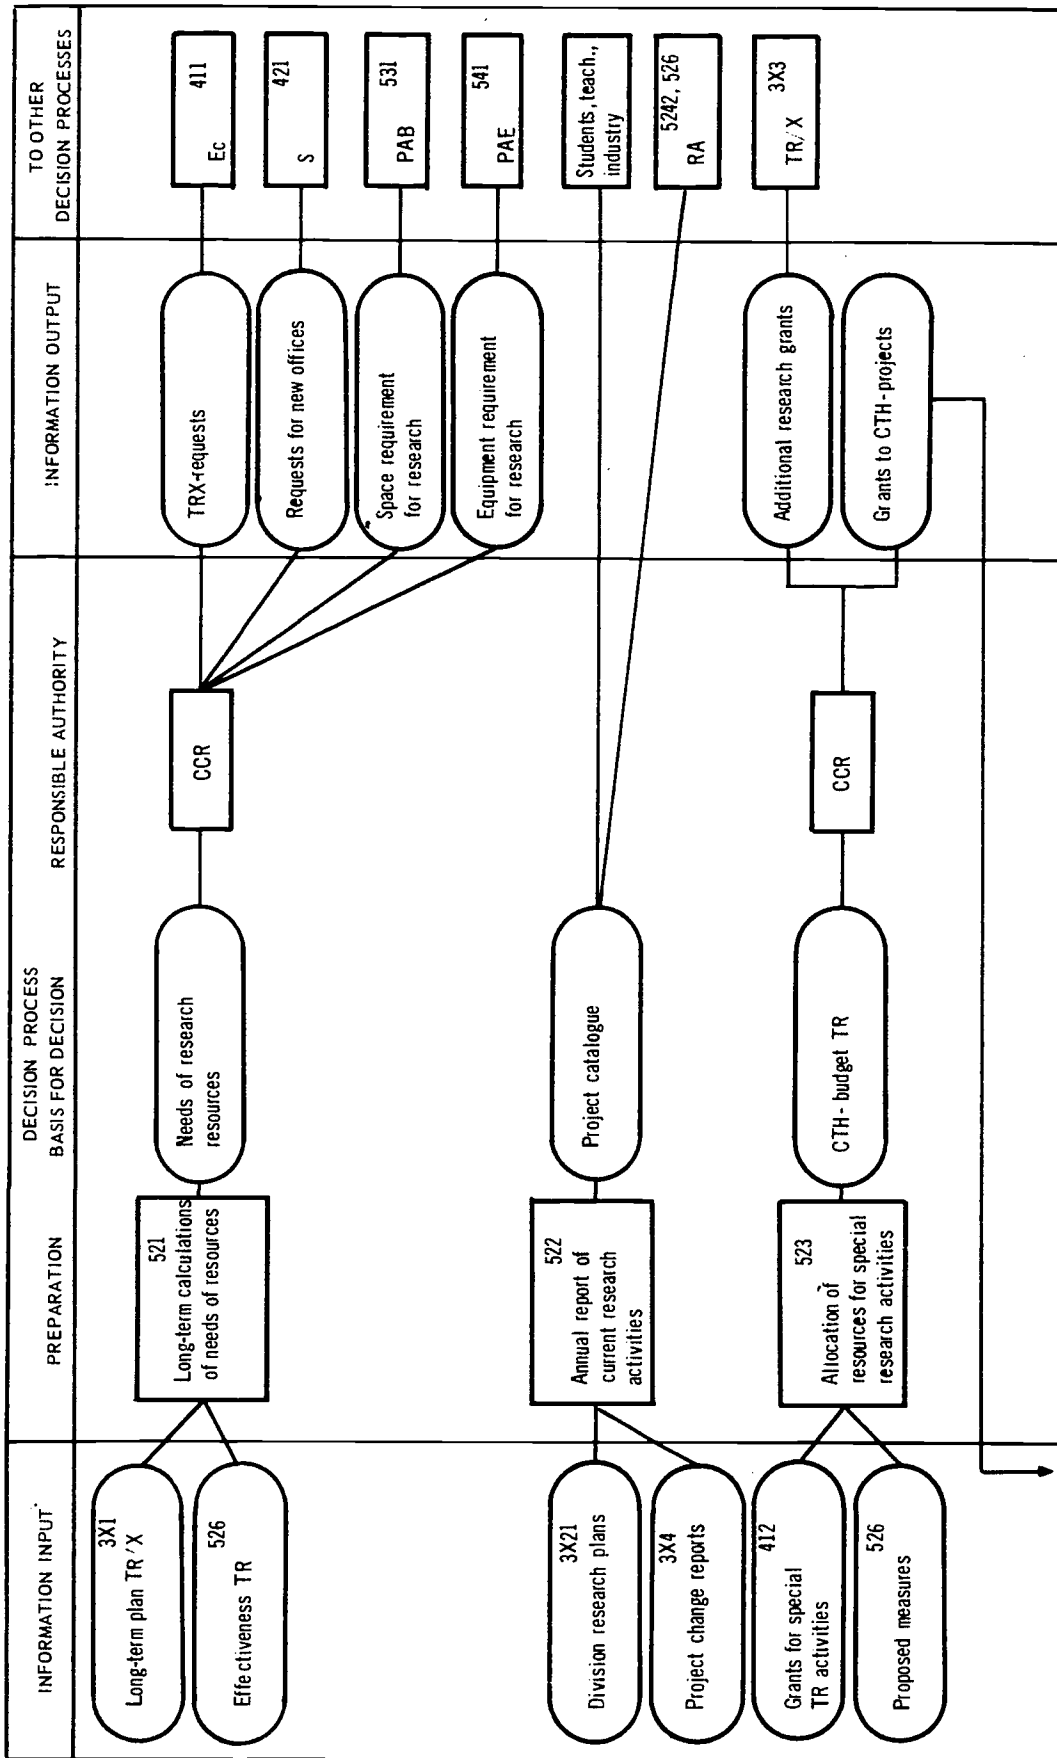 INFORMATION INPUT
DECISION PROCESS
PREPARATION
BASIS FOR DECISION
RESPONSIBLE AUTHORITY
INFORMATION OUTPUT
TO OTHER
DECISION PROCESSES
3X1
Long-term plan TR/X
526
Effectiveness TR
521
Long-term calculations
of needs of resources
Needs of research
resources
CCR
TRX-requests
Requests for new offices
Space requirement
for research
Equipment requirement
for research
411
Ec
421
S
531
PAB
541
PAE
3X21
Division research plans
3X4
Project change reports
522
Annual report of
current research
activities
Project catalogue
Students, teach.,
industry
5242, 526
RA
412
Grants for special
TR activities
526
Proposed measures
523
Allocation of
resources for special
research activities
CTH-budget TR
CCR
Additional research grants
Grants to CTH-projects
3X3
TR/X